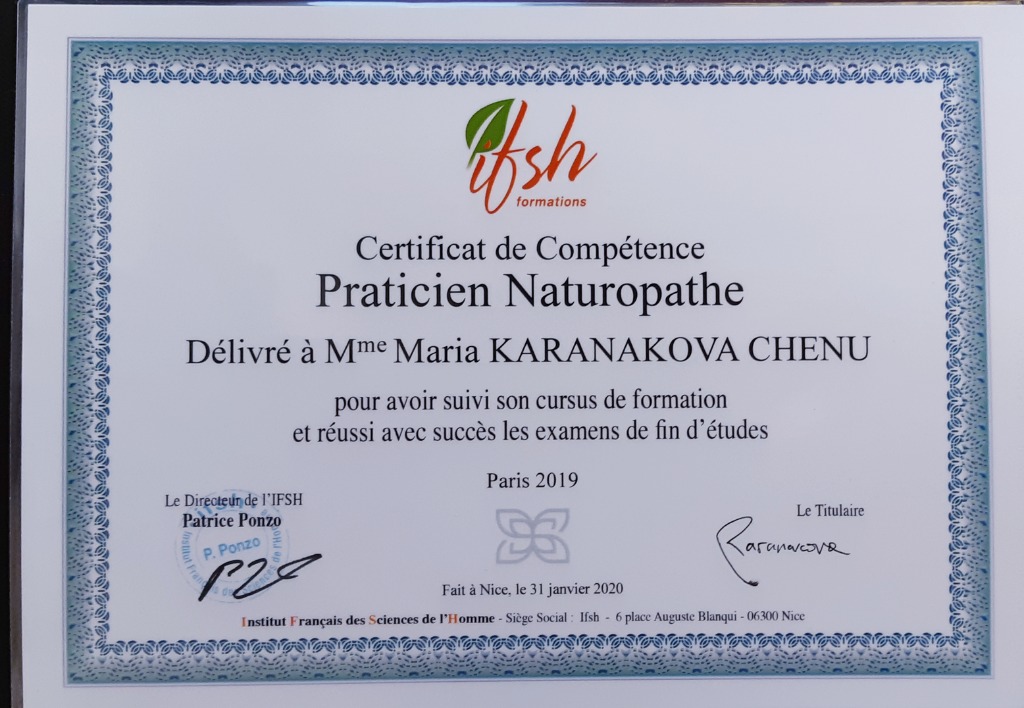 ifsh
formations
Certificat de Compétence
Praticien Naturopathe
Délivré à Mme Maria KARANAKOVA CHENU
pour avoir suivi son cursus de formation
et réussi avec succès les examens de fin d'études
Paris 2019
Le Directeur de l'IFSH
Patrice Ponzo
ifsh
P. Ponzo
Le Titulaire
Karanakova
Fait à Nice, le 31 janvier 2020
Institut Français des Sciences de l'Homme - Siège Social : Ifsh - 6 place Auguste Blanqui - 06300 Nice